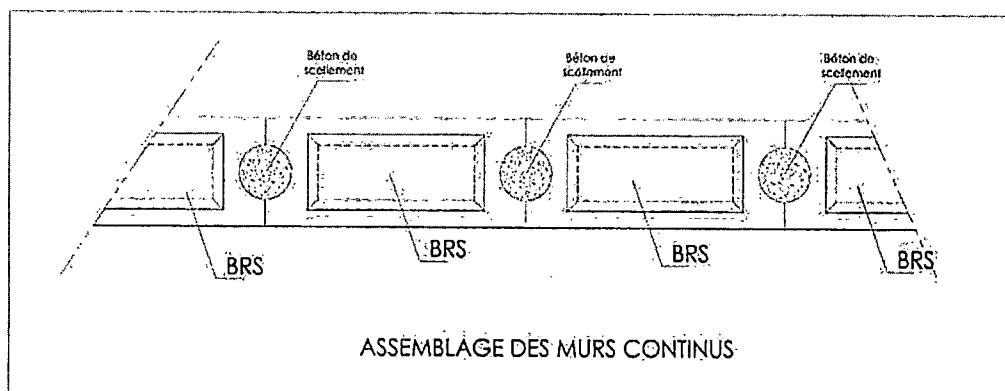 Béton de
scellement
Béton de
scellement
Béton de
scellement
BRS
BRS
BRS
BRS
ASSEMBLAGE DES MURS CONTINUS